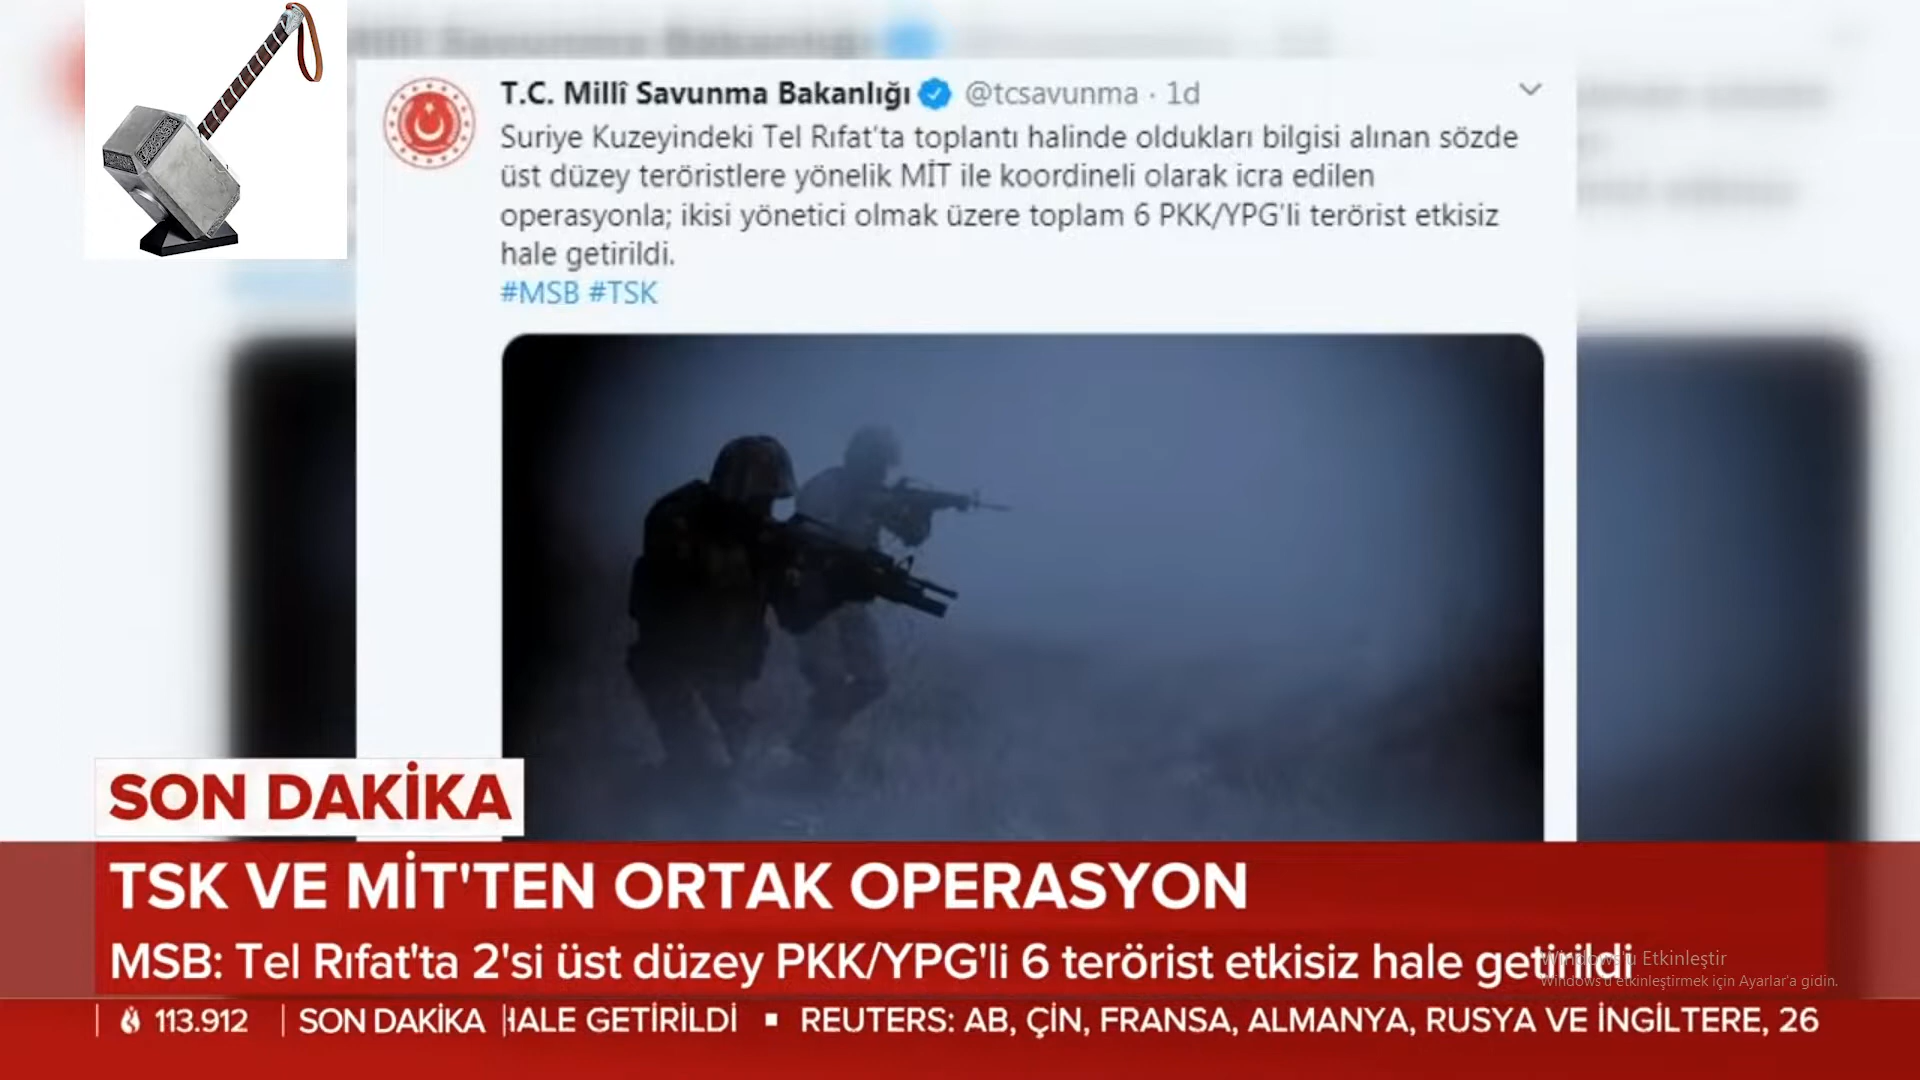 T.C. Millî Savunma Bakanlığı @tcsavunma · 1d
Suriye Kuzeyindeki Tel Rıfat'ta toplantı halinde oldukları bilgisi alınan sözde
üst düzey teröristlere yönelik MİT ile koordineli olarak icra edilen
operasyonla; ikisi yönetici olmak üzere toplam 6 PKK/YPG'li terörist etkisiz
hale getirildi.
#MSB #TSK
SON DAKİKA
TSK VE MİT'TEN ORTAK OPERASYON
MSB: Tel Rıfat'ta 2'si üst düzey PKK/YPG'li 6 terörist etkisiz hale getirildi
Windows'u Etkinleştir
Windows'u etkinleştirmek için Ayarlar'a gidin.
113.912 SON DAKİKA HALE GETİRİLDİ ▪ REUTERS: AB, ÇİN, FRANSA, ALMANYA, RUSYA VE İNGİLTERE, 26